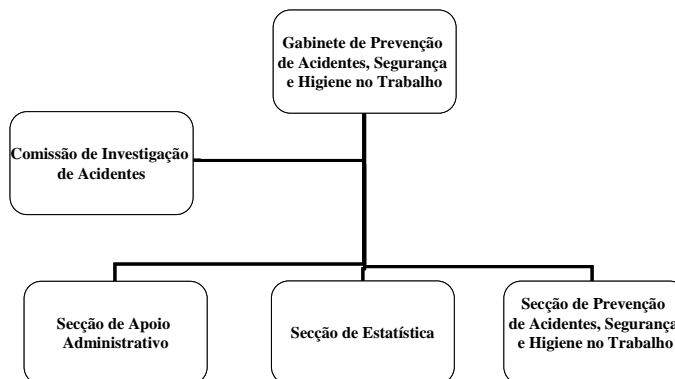 Gabinete de Prevenção
de Acidentes, Segurança
e Higiene no Trabalho
Comissão de Investigação
de Acidentes
Secção de Apoio
Administrativo
Secção de Estatística
Secção de Prevenção
de Acidentes, Segurança
e Higiene no Trabalho